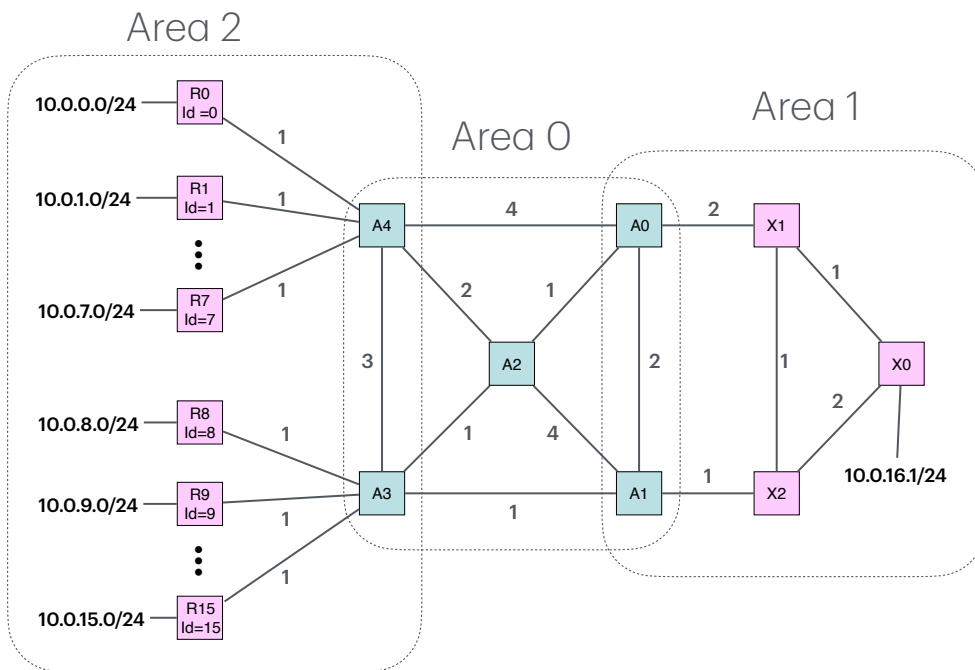 Area 2
Area 0
Area 1
10.0.0.0/24
R0
Id =0
1
10.0.1.0/24
R1
Id=1
1
10.0.7.0/24
R7
Id=7
1
10.0.8.0/24
R8
Id=8
1
10.0.9.0/24
R9
Id=9
1
10.0.15.0/24
R15
Id=15
1
A4
4
A0
2
X1
2
1
1
3
A2
2
1
X0
1
4
2
10.0.16.1/24
A3
1
A1
1
X2